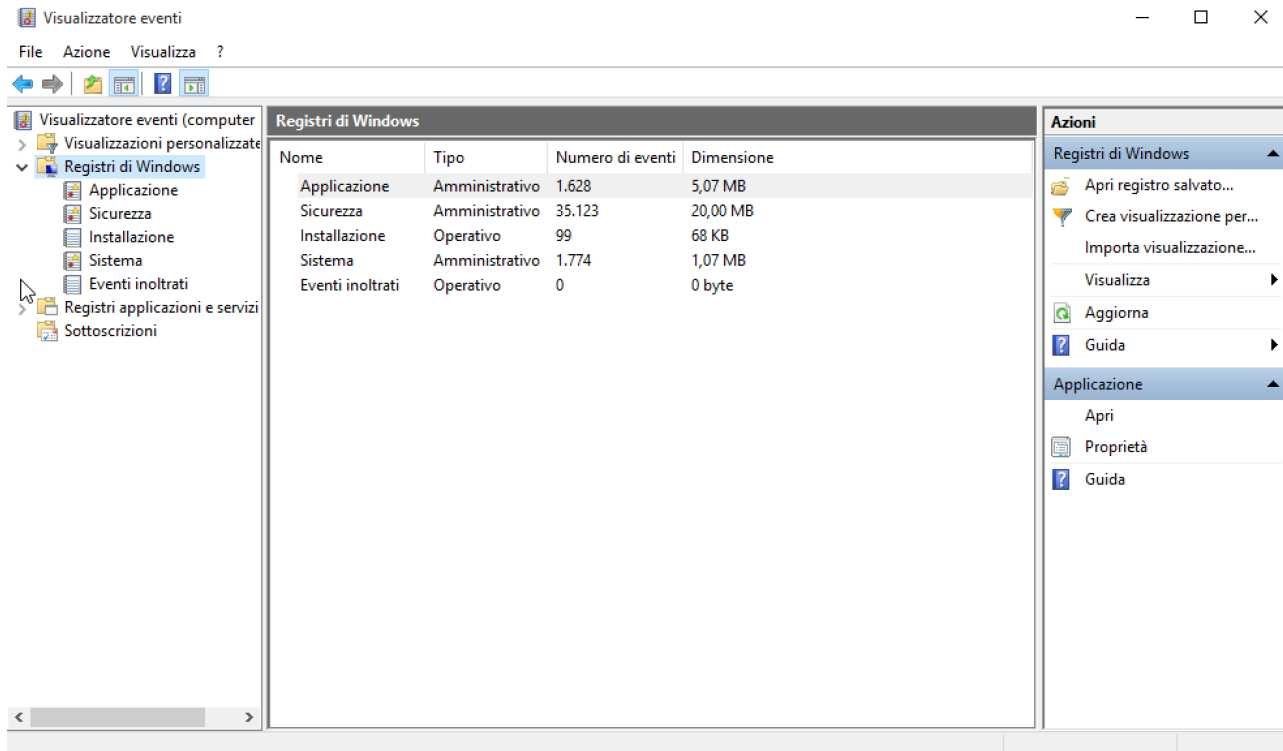 Visualizzatore eventi
File Azione Visualizza ?
Visualizzatore eventi (computer
Visualizzazioni personalizzate
Registri di Windows
Applicazione
Sicurezza
Installazione
Sistema
Eventi inoltrati
Registri applicazioni e servizi
Sottoscrizioni
Registri di Windows
Nome Tipo Numero di eventi Dimensione
Applicazione Amministrativo 1.628 5,07 MB
Sicurezza Amministrativo 35.123 20,00 MB
Installazione Operativo 99 68 KB
Sistema Amministrativo 1.774 1,07 MB
Eventi inoltrati Operativo 0 0 byte
Azioni
Registri di Windows
Apri registro salvato...
Crea visualizzazione per...
Importa visualizzazione...
Visualizza
Aggiorna
Guida
Applicazione
Apri
Proprietà
Guida